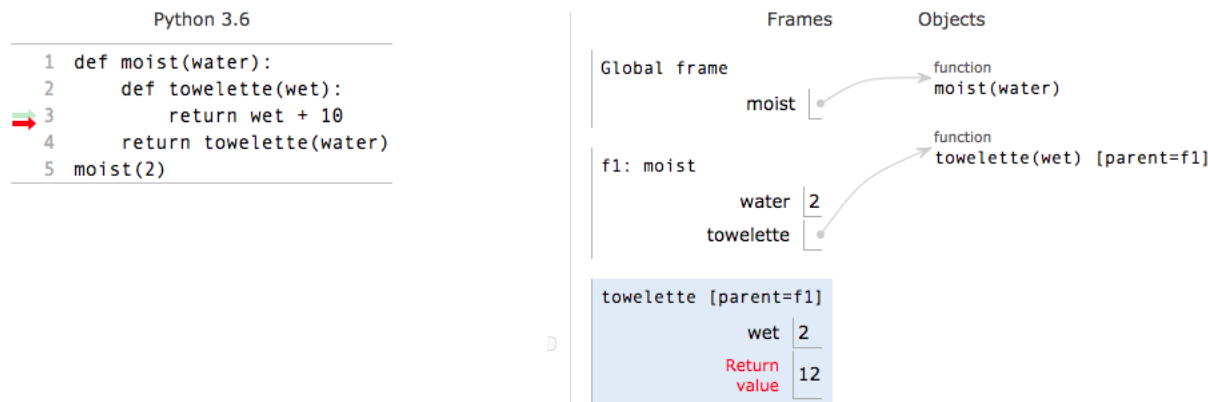 Python 3.6
1 def moist(water):
2     def towelette(wet):
3         return wet + 10
4     return towelette(water)
5 moist(2)
Frames
Objects
Global frame
moist
function
moist(water)
f1: moist
water 2
towelette
function
towelette(wet) [parent=f1]
towelette [parent=f1]
wet 2
Return
value 12